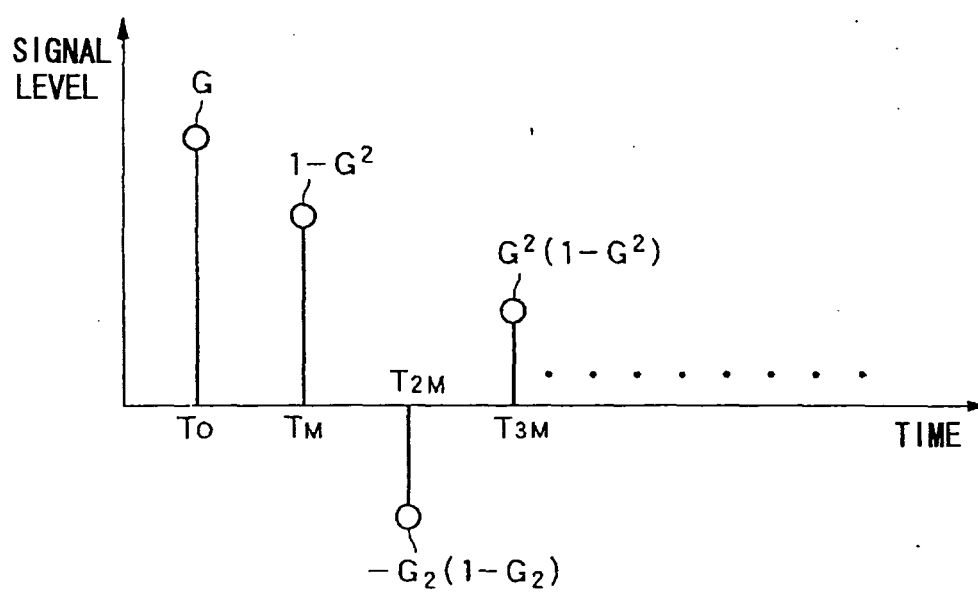 SIGNAL
LEVEL
G
1-G²
G²(1-G²)
T2M
TO
TM
T3M
TIME
-G₂(1-G₂)